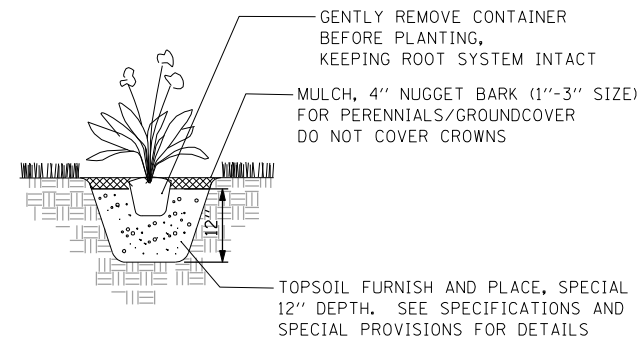 GENTLY REMOVE CONTAINER
BEFORE PLANTING,
KEEPING ROOT SYSTEM INTACT
MULCH, 4" NUGGET BARK (1"-3" SIZE)
FOR PERENNIALS/GROUNDCOVER
DO NOT COVER CROWNS
12"
TOPSOIL FURNISH AND PLACE, SPECIAL
12" DEPTH. SEE SPECIFICATIONS AND
SPECIAL PROVISIONS FOR DETAILS